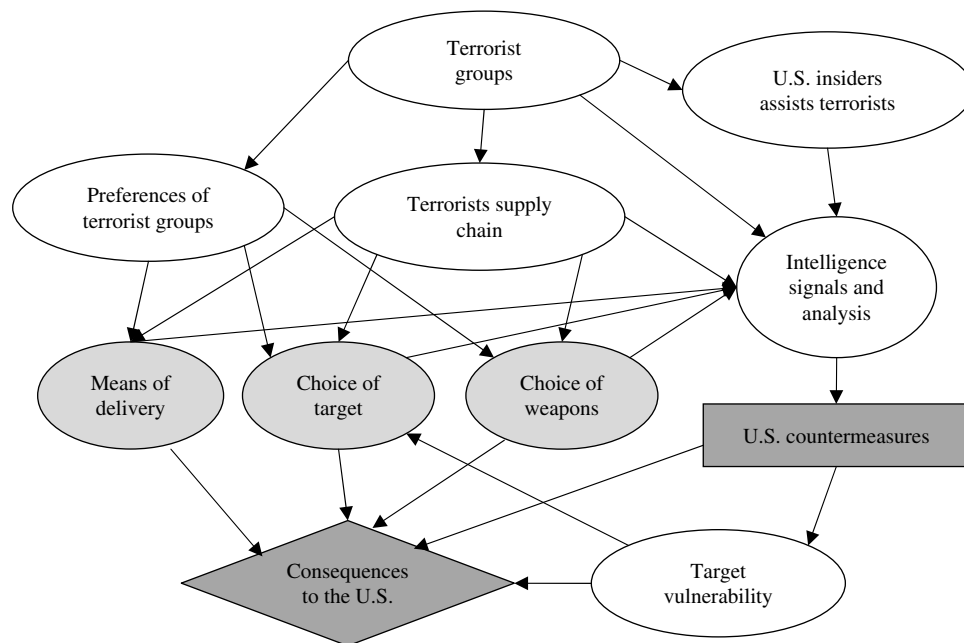 Terrorist
groups
U.S. insiders
assists terrorists
Preferences of
terrorist groups
Terrorists supply
chain
Intelligence
signals and
analysis
Means of
delivery
Choice of
target
Choice of
weapons
U.S. countermeasures
Consequences
to the U.S.
Target
vulnerability